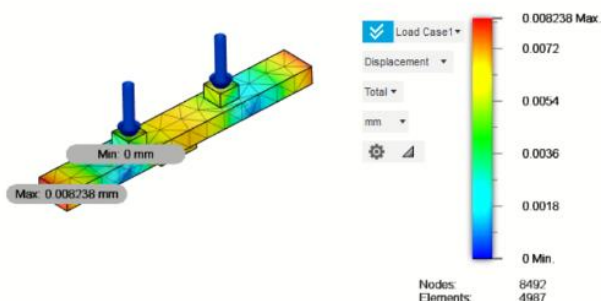 Min: 0 mm
Max: 0.008238 mm
Load Case1
Displacement
Total
mm
0.008238 Max.
0.0072
0.0054
0.0036
0.0018
0 Min.
Nodes: 8492
Elements: 4987